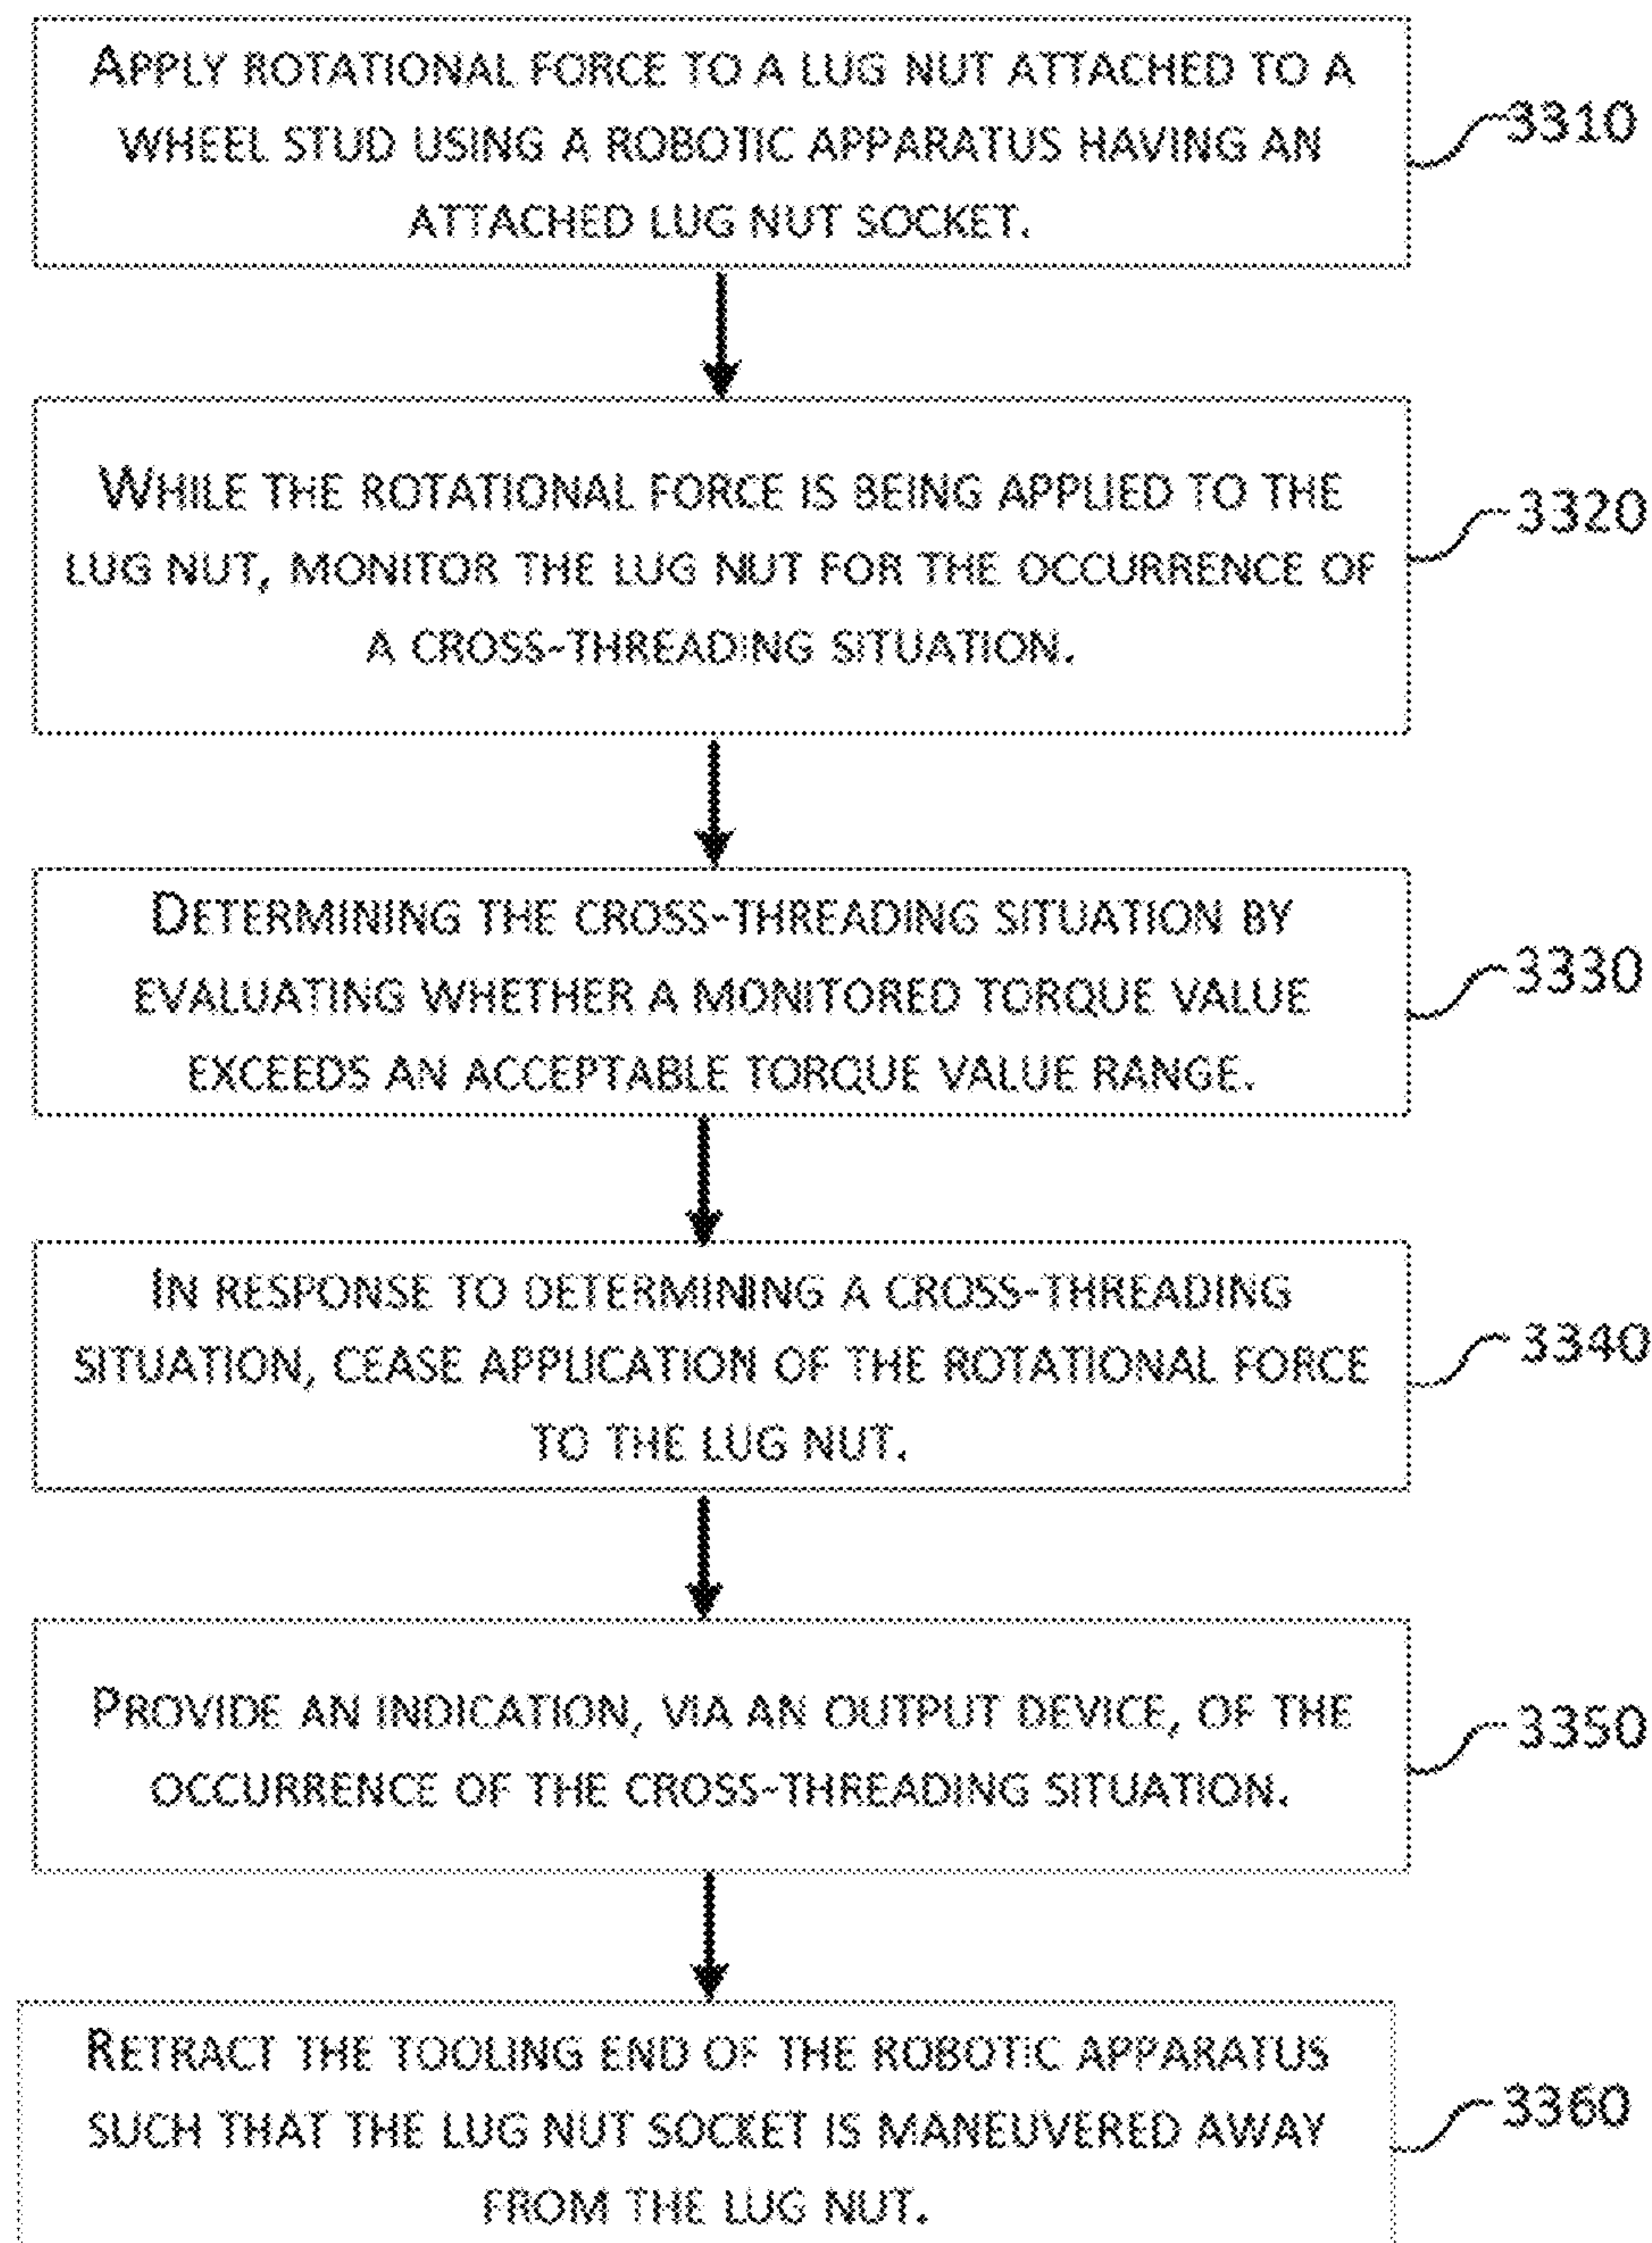 APPLY ROTATIONAL FORCE TO A LUG NUT ATTACHED TO A
WHEEL STUD USING A ROBOTIC APPARATUS HAVING AN
ATTACHED LUG NUT SOCKET.
3310
WHILE THE ROTATIONAL FORCE IS BEING APPLIED TO THE
LUG NUT, MONITOR THE LUG NUT FOR THE OCCURRENCE OF
A CROSS-THREADING SITUATION.
3320
DETERMINING THE CROSS-THREADING SITUATION BY
EVALUATING WHETHER A MONITORED TORQUE VALUE
EXCEEDS AN ACCEPTABLE TORQUE VALUE RANGE.
3330
IN RESPONSE TO DETERMINING A CROSS-THREADING
SITUATION, CEASE APPLICATION OF THE ROTATIONAL FORCE
TO THE LUG NUT.
3340
PROVIDE AN INDICATION, VIA AN OUTPUT DEVICE, OF THE
OCCURRENCE OF THE CROSS-THREADING SITUATION.
3350
RETRACT THE TOOLING END OF THE ROBOTIC APPARATUS
SUCH THAT THE LUG NUT SOCKET IS MANEUVERED AWAY
FROM THE LUG NUT.
3360